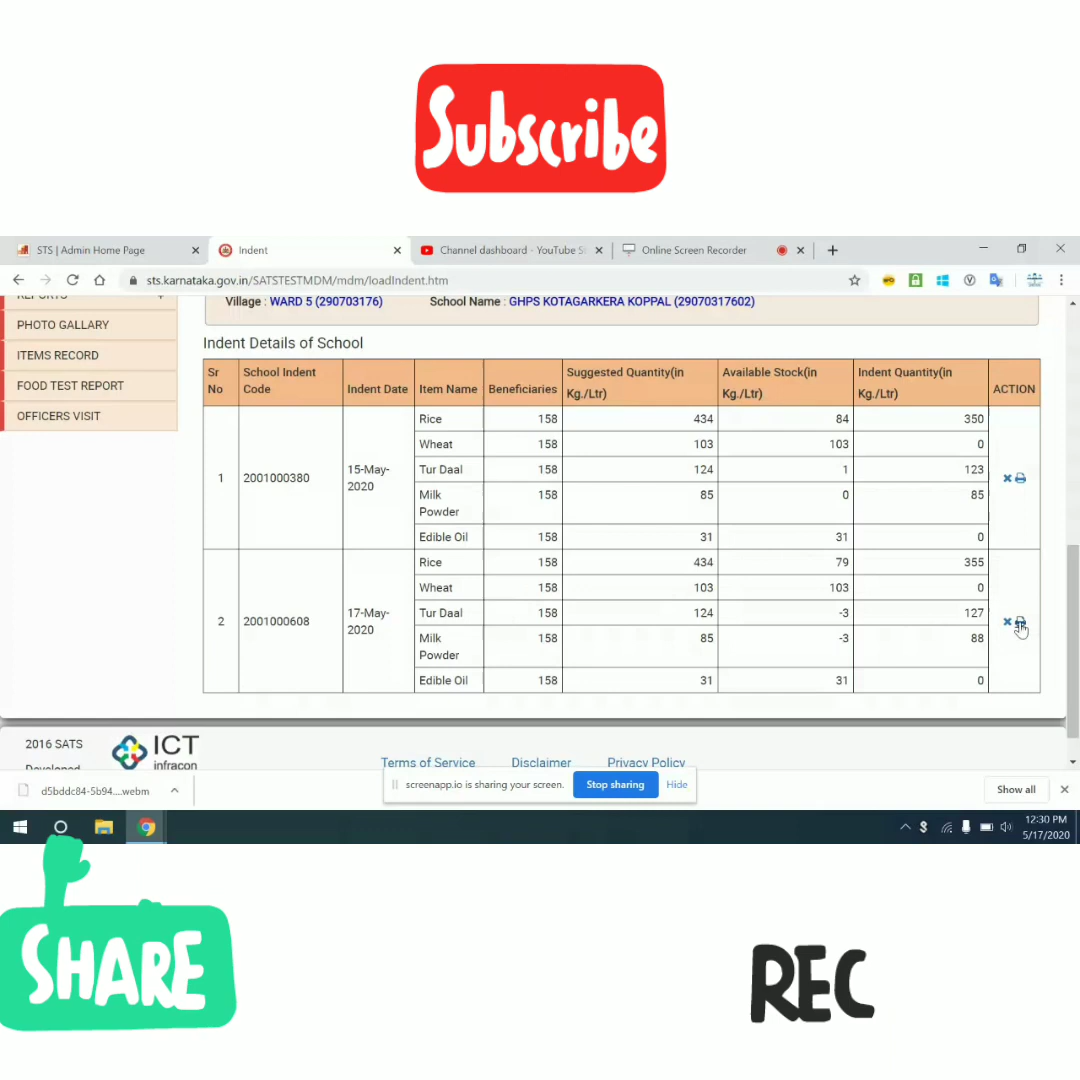 Subscribe
STS | Admin Home Page
Indent
Channel dashboard - YouTube S
Online Screen Recorder
sts.karnataka.gov.in/SATSTESTMDM/mdm/loadIndent.htm
REPORTS
PHOTO GALLARY
ITEMS RECORD
FOOD TEST REPORT
OFFICERS VISIT
Village : WARD 5 (290703176) School Name : GHPS KOTAGARKERA KOPPAL (29070317602)
Indent Details of School
Sr No School Indent Code Indent Date Item Name Beneficiaries Suggested Quantity(in Kg./Ltr) Available Stock(in Kg./Ltr) Indent Quantity(in Kg./Ltr) ACTION
1 2001000380 15-May-2020
Rice 158 434 84 350
Wheat 158 103 103 0
Tur Daal 158 124 1 123
Milk Powder 158 85 0 85
Edible Oil 158 31 31 0
2 2001000608 17-May-2020
Rice 158 434 79 355
Wheat 158 103 103 0
Tur Daal 158 124 -3 127
Milk Powder 158 85 -3 88
Edible Oil 158 31 31 0
2016 SATS
Developed
ICT
infracon
Terms of Service Disclaimer Privacy Policy
screenapp.io is sharing your screen. Stop sharing Hide
d5bddc84-5b94....webm
Show all
12:30 PM
5/17/2020
SHARE
REC